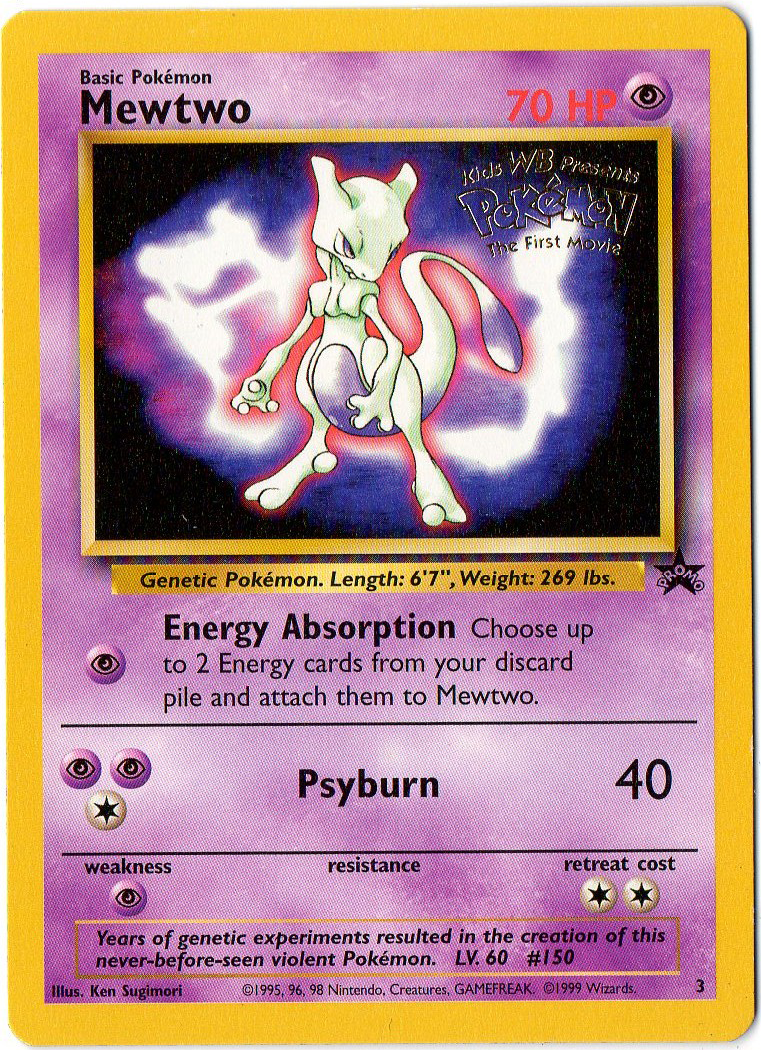 Basic Pokémon
Mewtwo
70 HP
Kids WB Presents
POKéMON
The First Movie
Genetic Pokémon. Length: 6'7", Weight: 269 lbs.
PROMO
Energy Absorption Choose up
to 2 Energy cards from your discard
pile and attach them to Mewtwo.
Psyburn 40
weakness resistance retreat cost
Years of genetic experiments resulted in the creation of this
never-before-seen violent Pokémon. LV. 60 #150
Illus. Ken Sugimori ©1995, 96, 98 Nintendo, Creatures, GAMEFREAK. ©1999 Wizards. 3